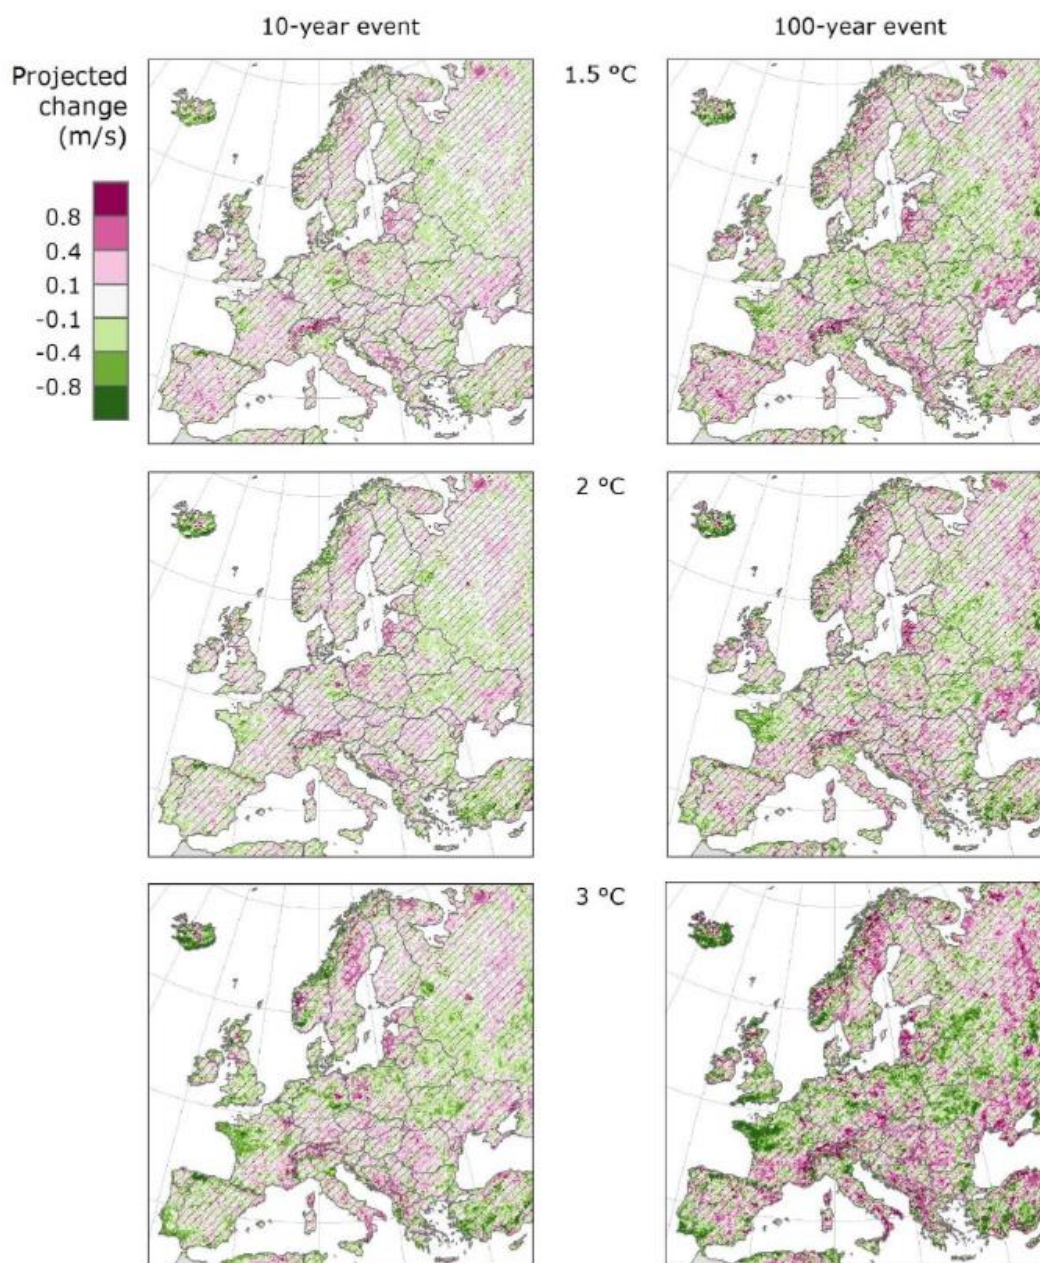 10-year event
100-year event
Projected
change
(m/s)
1.5 °C
0.8
0.4
0.1
-0.1
-0.4
-0.8
2 °C
3 °C